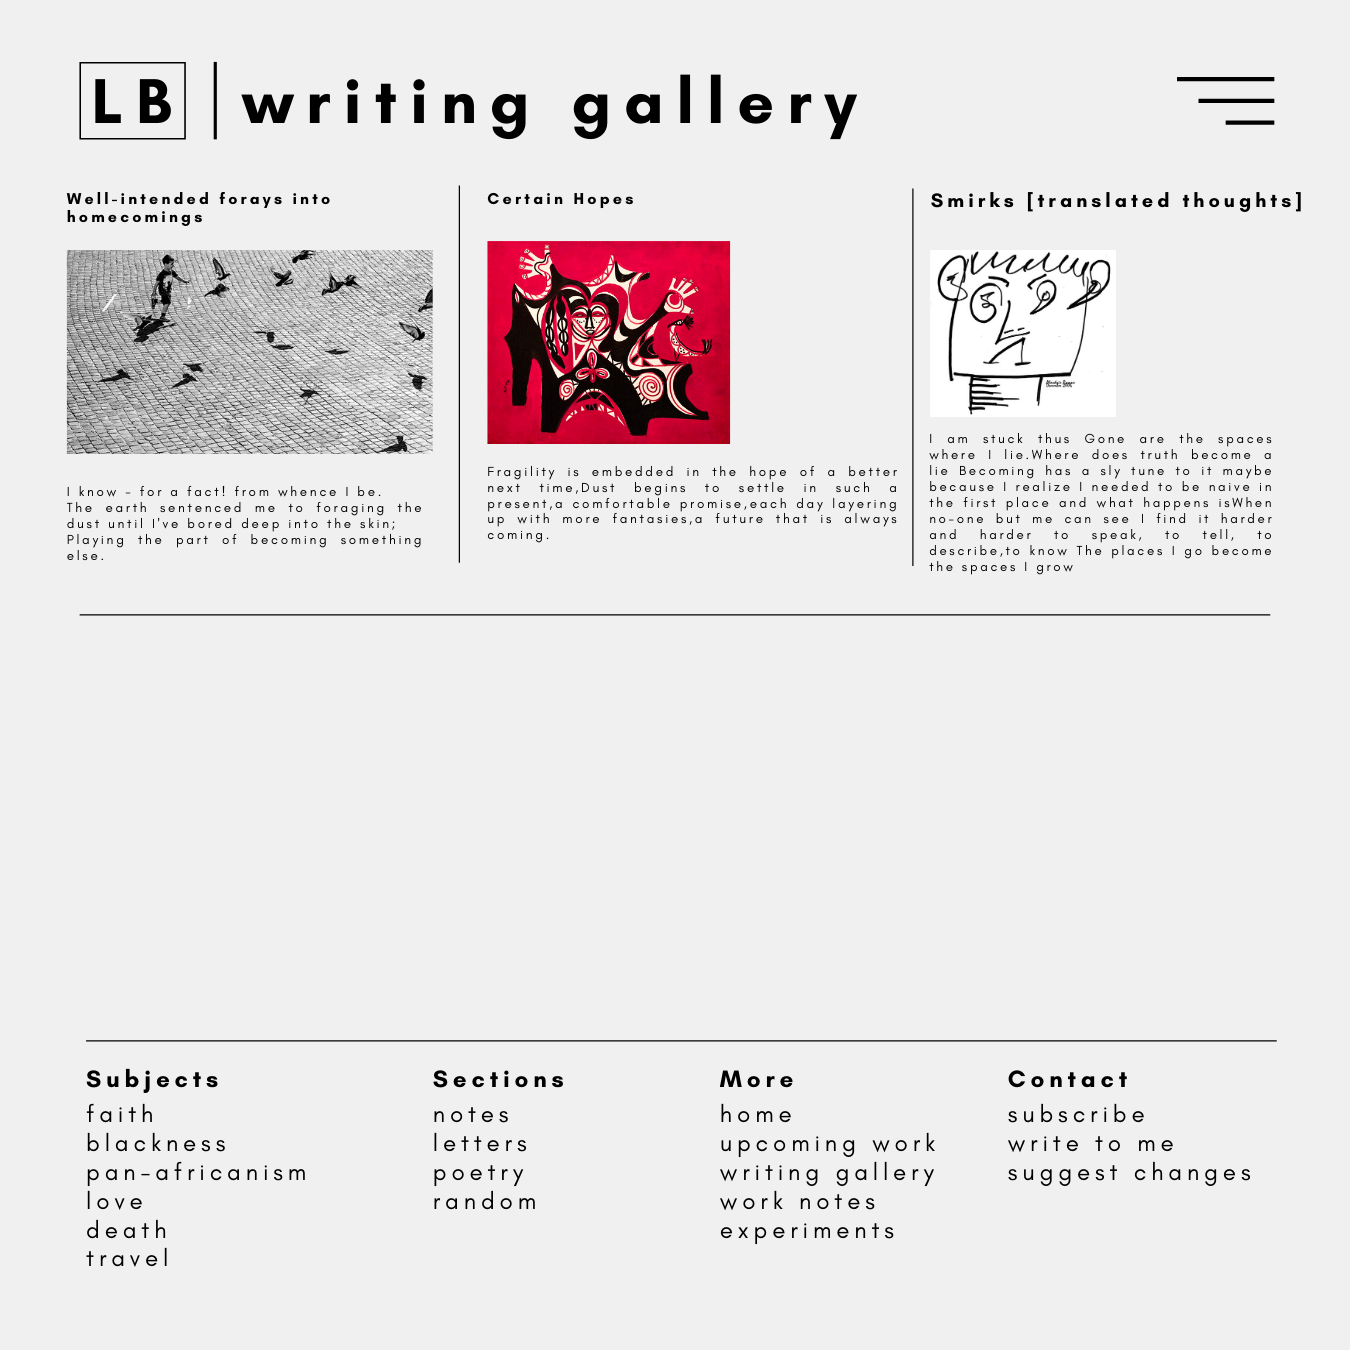 LB writing gallery
Well-intended forays into
homecomings
I know - for a fact! from whence I be.
The earth sentenced me to foraging the
dust until I've bored deep into the skin;
Playing the part of becoming something
else.
Certain Hopes
Fragility is embedded in the hope of a better
next time,Dust begins to settle in such a
present,a comfortable promise,each day layering
up with more fantasies,a future that is always
coming.
Smirks [translated thoughts]
I am stuck thus Gone are the spaces
where I lie.Where does truth become a
lie Becoming has a sly tune to it maybe
because I realize I needed to be naive in
the first place and what happens isWhen
no-one but me can see I find it harder
and harder to speak, to tell, to
describe,to know The places I go become
the spaces I grow
Subjects
faith
blackness
pan-africanism
love
death
travel
Sections
notes
letters
poetry
random
More
home
upcoming work
writing gallery
work notes
experiments
Contact
subscribe
write to me
suggest changes